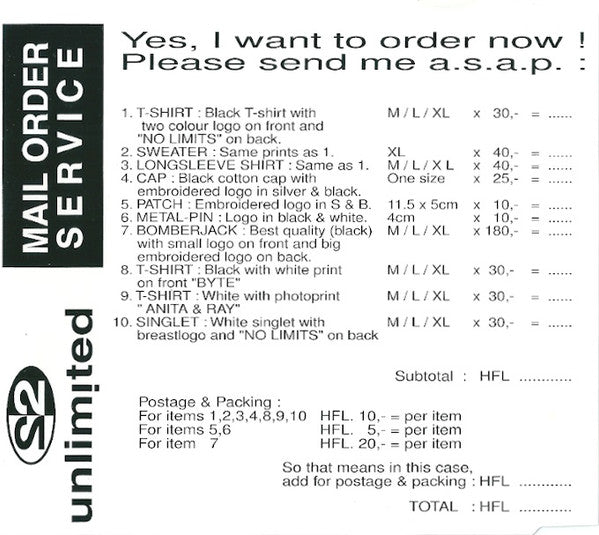 MAIL ORDER
SERVICE
S2
unlimited
Yes, I want to order now !
Please send me a.s.a.p. :
1. T-SHIRT : Black T-shirt with M / L / XL x 30,- = ......
two colour logo on front and
"NO LIMITS" on back.
2. SWEATER : Same prints as 1. XL x 40,- = ......
3. LONGSLEEVE SHIRT : Same as 1. M / L / X L x 40,- = ......
4. CAP : Black cotton cap with One size x 25,- = ......
embroidered logo in silver & black.
5. PATCH : Embroidered logo in S & B. 11.5 x 5cm x 10,- = ......
6. METAL-PIN : Logo in black & white. 4cm x 10,- = ......
7. BOMBERJACK : Best quality (black) M / L / XL x 180,- = ......
with small logo on front and big
embroidered logo on back.
8. T-SHIRT : Black with white print M / L / XL x 30,- = ......
on front "BYTE"
9. T-SHIRT : White with photoprint M / L / XL x 30,- = ......
" ANITA & RAY"
10. SINGLET : White singlet with M / L / XL x 30,- = ......
breastlogo and "NO LIMITS" on back
Subtotal : HFL ............
Postage & Packing :
For items 1,2,3,4,8,9,10 HFL. 10,- = per item
For items 5,6 HFL. 5,- = per item
For item 7 HFL. 20,- = per item
So that means in this case,
add for postage & packing : HFL ............
TOTAL : HFL ............